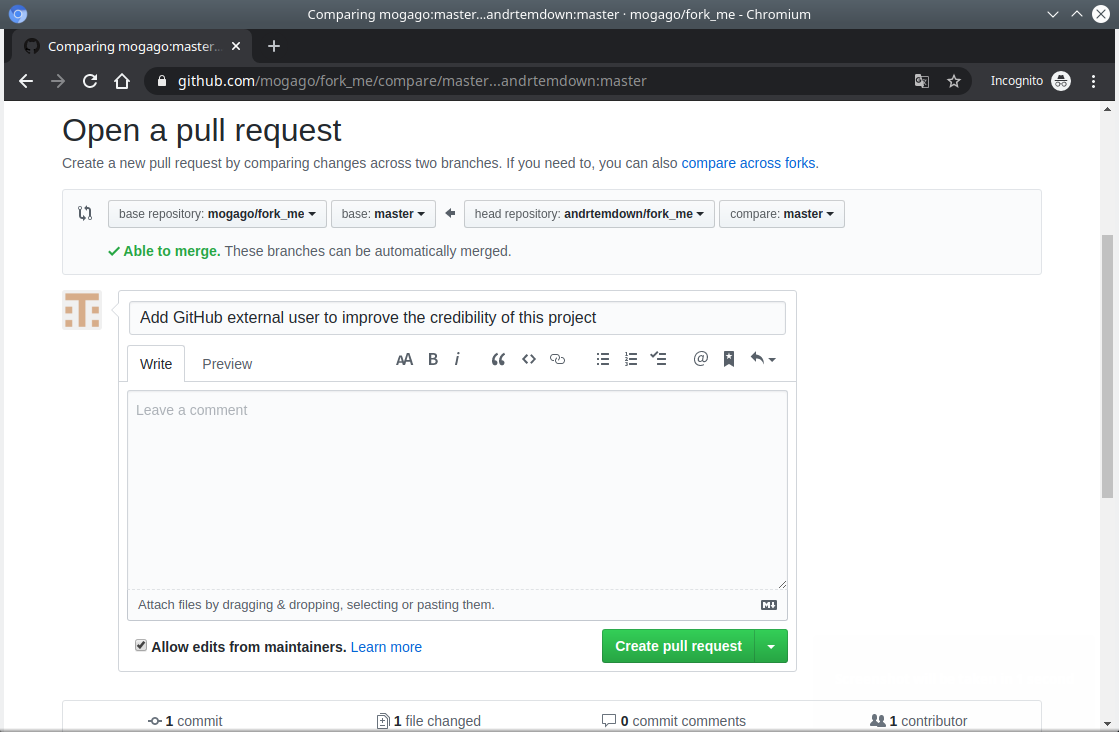 Comparing mogago:master...andrtemdown:master · mogago/fork_me - Chromium
Comparing mogago:master...
github.com/mogago/fork_me/compare/master...andrtemdown:master
Incognito
Open a pull request
Create a new pull request by comparing changes across two branches. If you need to, you can also compare across forks.
base repository: mogago/fork_me base: master head repository: andrtemdown/fork_me compare: master
Able to merge. These branches can be automatically merged.
Add GitHub external user to improve the credibility of this project
Write Preview AA B i @
Leave a comment
Attach files by dragging & dropping, selecting or pasting them.
Allow edits from maintainers. Learn more Create pull request
1 commit 1 file changed 0 commit comments 1 contributor